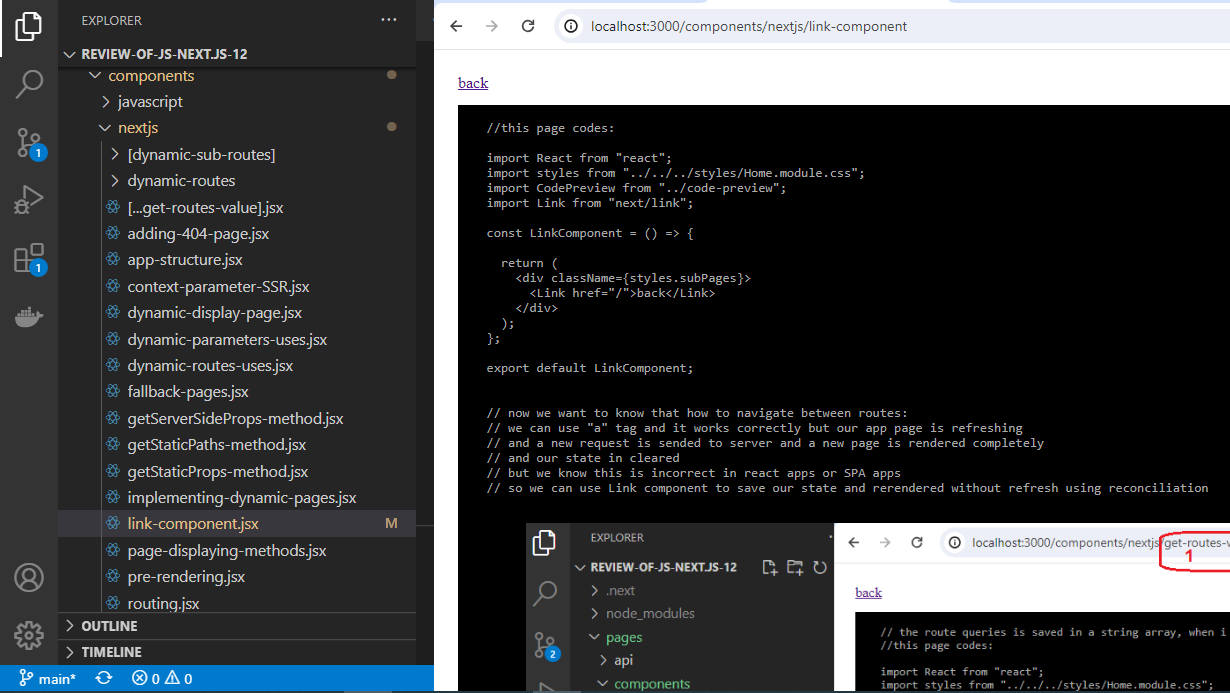 EXPLORER
REVIEW-OF-JS-NEXT.JS-12
components
javascript
nextjs
[dynamic-sub-routes]
dynamic-routes
[...get-routes-value].jsx
adding-404-page.jsx
app-structure.jsx
context-parameter-SSR.jsx
dynamic-display-page.jsx
dynamic-parameters-uses.jsx
dynamic-routes-uses.jsx
fallback-pages.jsx
getServerSideProps-method.jsx
getStaticPaths-method.jsx
getStaticProps-method.jsx
implementing-dynamic-pages.jsx
link-component.jsx M
page-displaying-methods.jsx
pre-rendering.jsx
routing.jsx
OUTLINE
TIMELINE
1
1
main* 0 0
localhost:3000/components/nextjs/link-component
back
//this page codes:
import React from "react";
import styles from "../../../styles/Home.module.css";
import CodePreview from "../code-preview";
import Link from "next/link";
const LinkComponent = () => {
return (
<div className={styles.subPages}>
<Link href="/">back</Link>
</div>
);
};
export default LinkComponent;
// now we want to know that how to navigate between routes:
// we can use "a" tag and it works correctly but our app page is refreshing
// and a new request is sended to server and a new page is rendered completely
// and our state in cleared
// but we know this is incorrect in react apps or SPA apps
// so we can use Link component to save our state and rerendered without refresh using reconciliation
EXPLORER
REVIEW-OF-JS-NEXT.JS-12
.next
node_modules
pages
api
components
2
localhost:3000/components/nextjs/get-routes-v
1
back
// the route queries is saved in a string array, when i
//this page codes:
import React from "react";
import styles from "../../../styles/Home.module.css";